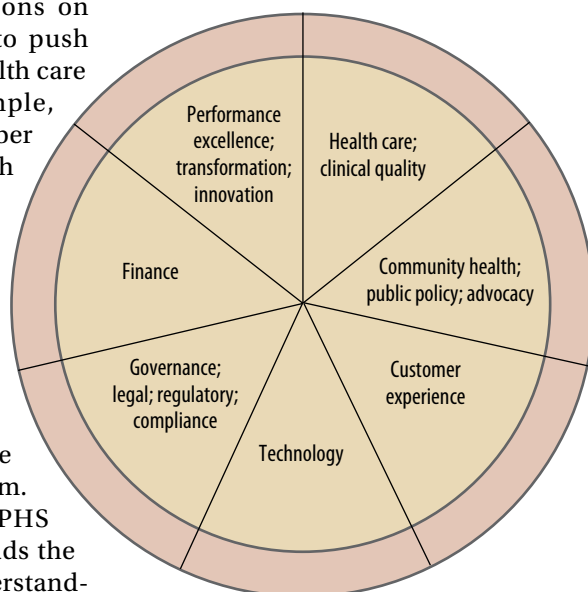 ons on
to push
lth care
mple,
ber
h
e
m.
PHS
ds the
erstand-
Performance
excellence;
transformation;
innovation
Health care;
clinical quality
Community health;
public policy; advocacy
Customer
experience
Technology
Governance;
legal; regulatory;
compliance
Finance